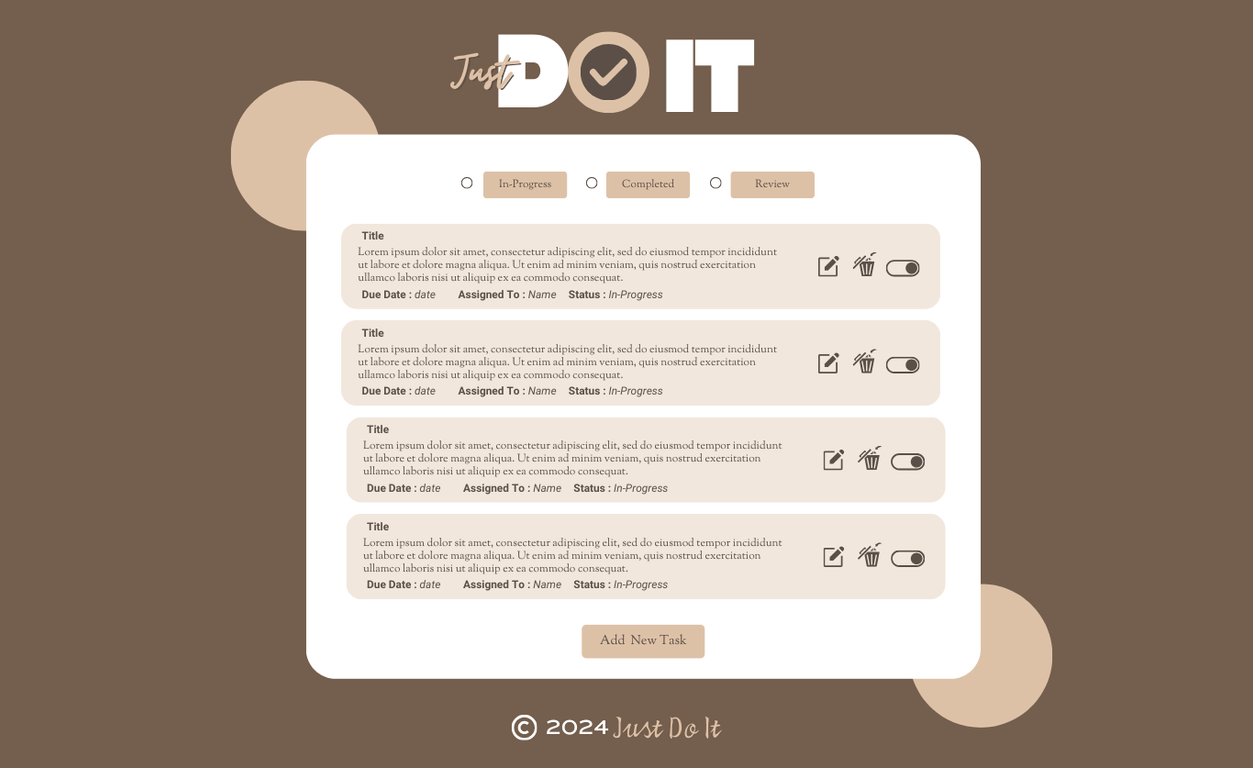 Just DO IT
In-Progress Completed Review
Title
Lorem ipsum dolor sit amet, consectetur adipiscing elit, sed do eiusmod tempor incididunt
ut labore et dolore magna aliqua. Ut enim ad minim veniam, quis nostrud exercitation
ullamco laboris nisi ut aliquip ex ea commodo consequat.
Due Date : date Assigned To : Name Status : In-Progress
Title
Lorem ipsum dolor sit amet, consectetur adipiscing elit, sed do eiusmod tempor incididunt
ut labore et dolore magna aliqua. Ut enim ad minim veniam, quis nostrud exercitation
ullamco laboris nisi ut aliquip ex ea commodo consequat.
Due Date : date Assigned To : Name Status : In-Progress
Title
Lorem ipsum dolor sit amet, consectetur adipiscing elit, sed do eiusmod tempor incididunt
ut labore et dolore magna aliqua. Ut enim ad minim veniam, quis nostrud exercitation
ullamco laboris nisi ut aliquip ex ea commodo consequat.
Due Date : date Assigned To : Name Status : In-Progress
Title
Lorem ipsum dolor sit amet, consectetur adipiscing elit, sed do eiusmod tempor incididunt
ut labore et dolore magna aliqua. Ut enim ad minim veniam, quis nostrud exercitation
ullamco laboris nisi ut aliquip ex ea commodo consequat.
Due Date : date Assigned To : Name Status : In-Progress
Add New Task
© 2024 Just Do It